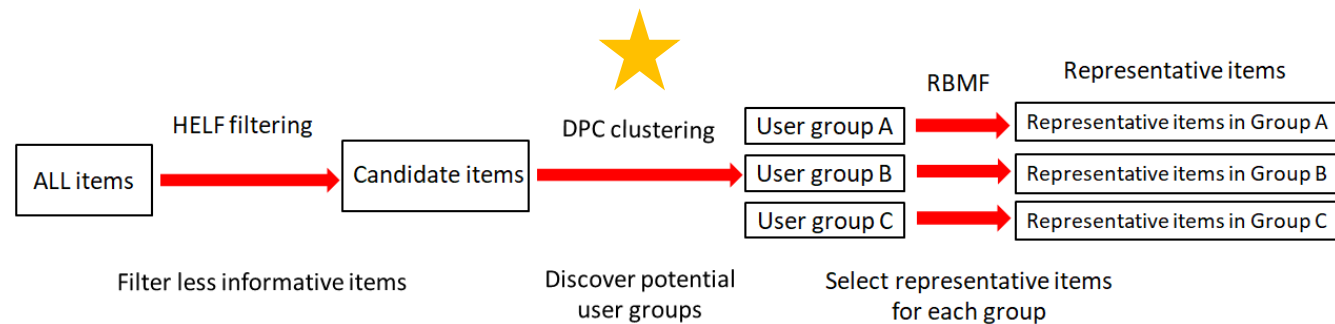 HELF filtering
DPC clustering
RBMF
Representative items
ALL items
Candidate items
User group A
User group B
User group C
Representative items in Group A
Representative items in Group B
Representative items in Group C
Filter less informative items
Discover potential
user groups
Select representative items
for each group